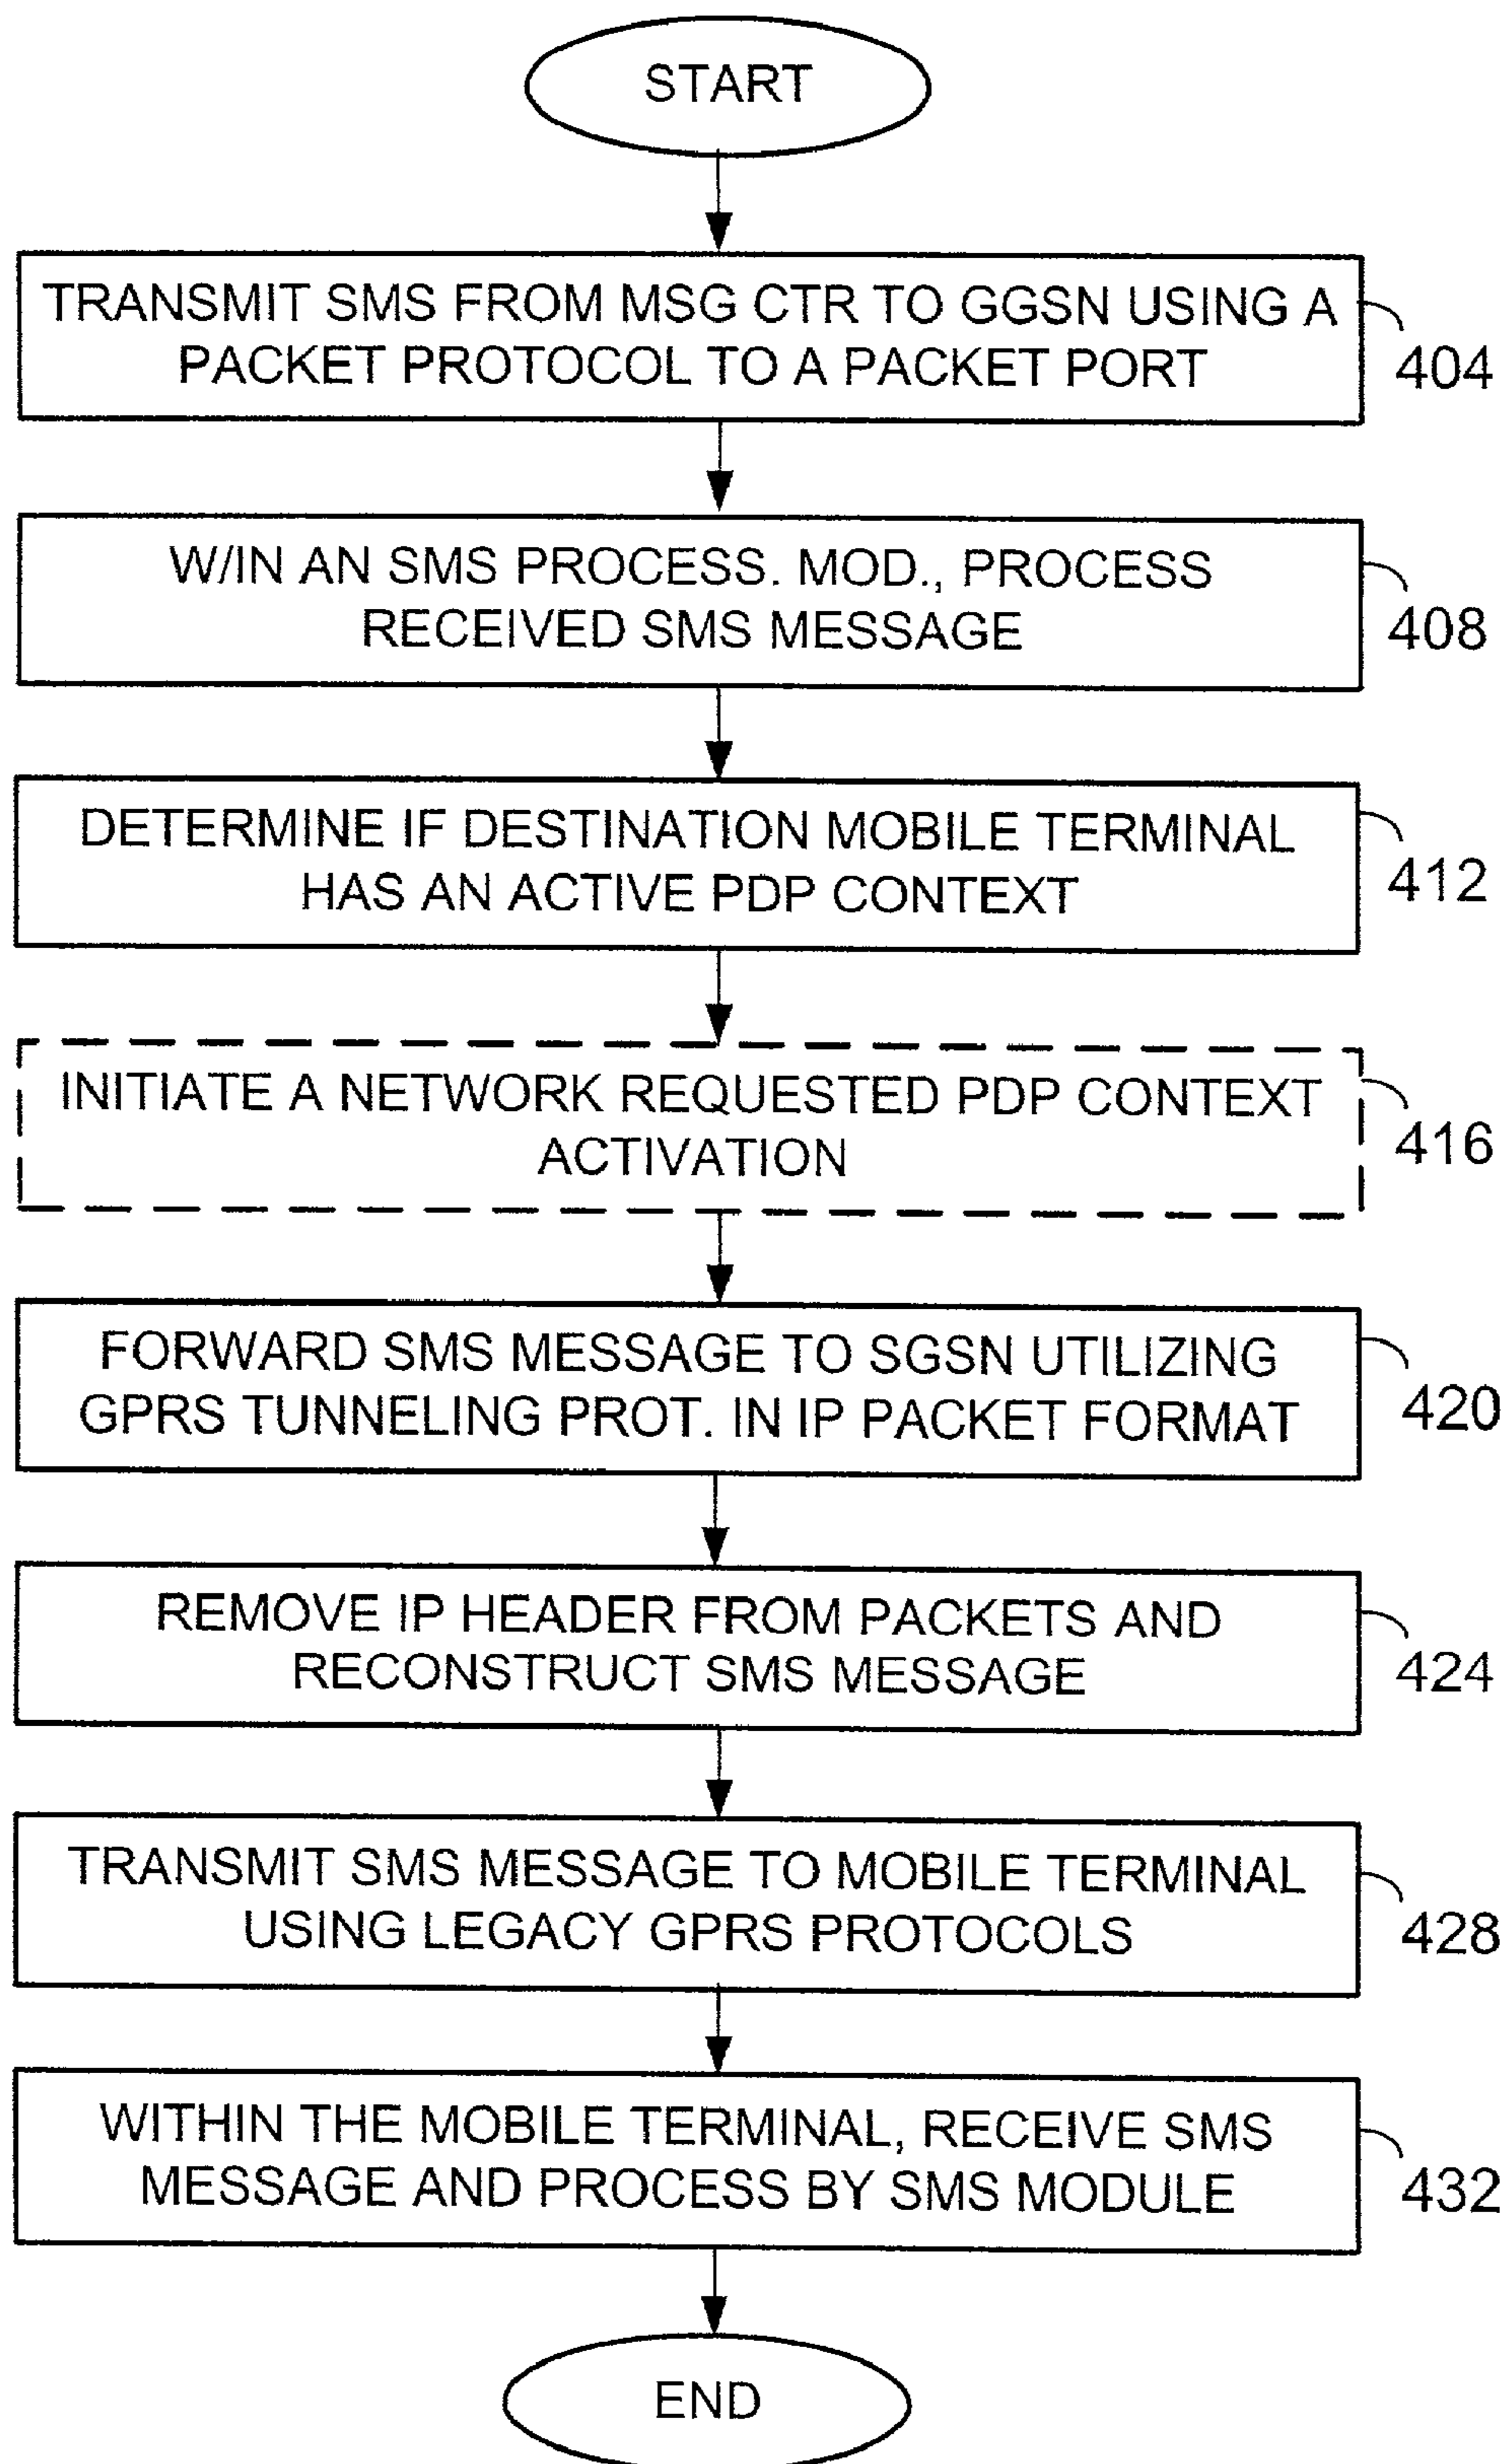 START
TRANSMIT SMS FROM MSG CTR TO GGSN USING A
PACKET PROTOCOL TO A PACKET PORT
404
W/IN AN SMS PROCESS. MOD., PROCESS
RECEIVED SMS MESSAGE
408
DETERMINE IF DESTINATION MOBILE TERMINAL
HAS AN ACTIVE PDP CONTEXT
412
INITIATE A NETWORK REQUESTED PDP CONTEXT
ACTIVATION
416
FORWARD SMS MESSAGE TO SGSN UTILIZING
GPRS TUNNELING PROT. IN IP PACKET FORMAT
420
REMOVE IP HEADER FROM PACKETS AND
RECONSTRUCT SMS MESSAGE
424
TRANSMIT SMS MESSAGE TO MOBILE TERMINAL
USING LEGACY GPRS PROTOCOLS
428
WITHIN THE MOBILE TERMINAL, RECEIVE SMS
MESSAGE AND PROCESS BY SMS MODULE
432
END